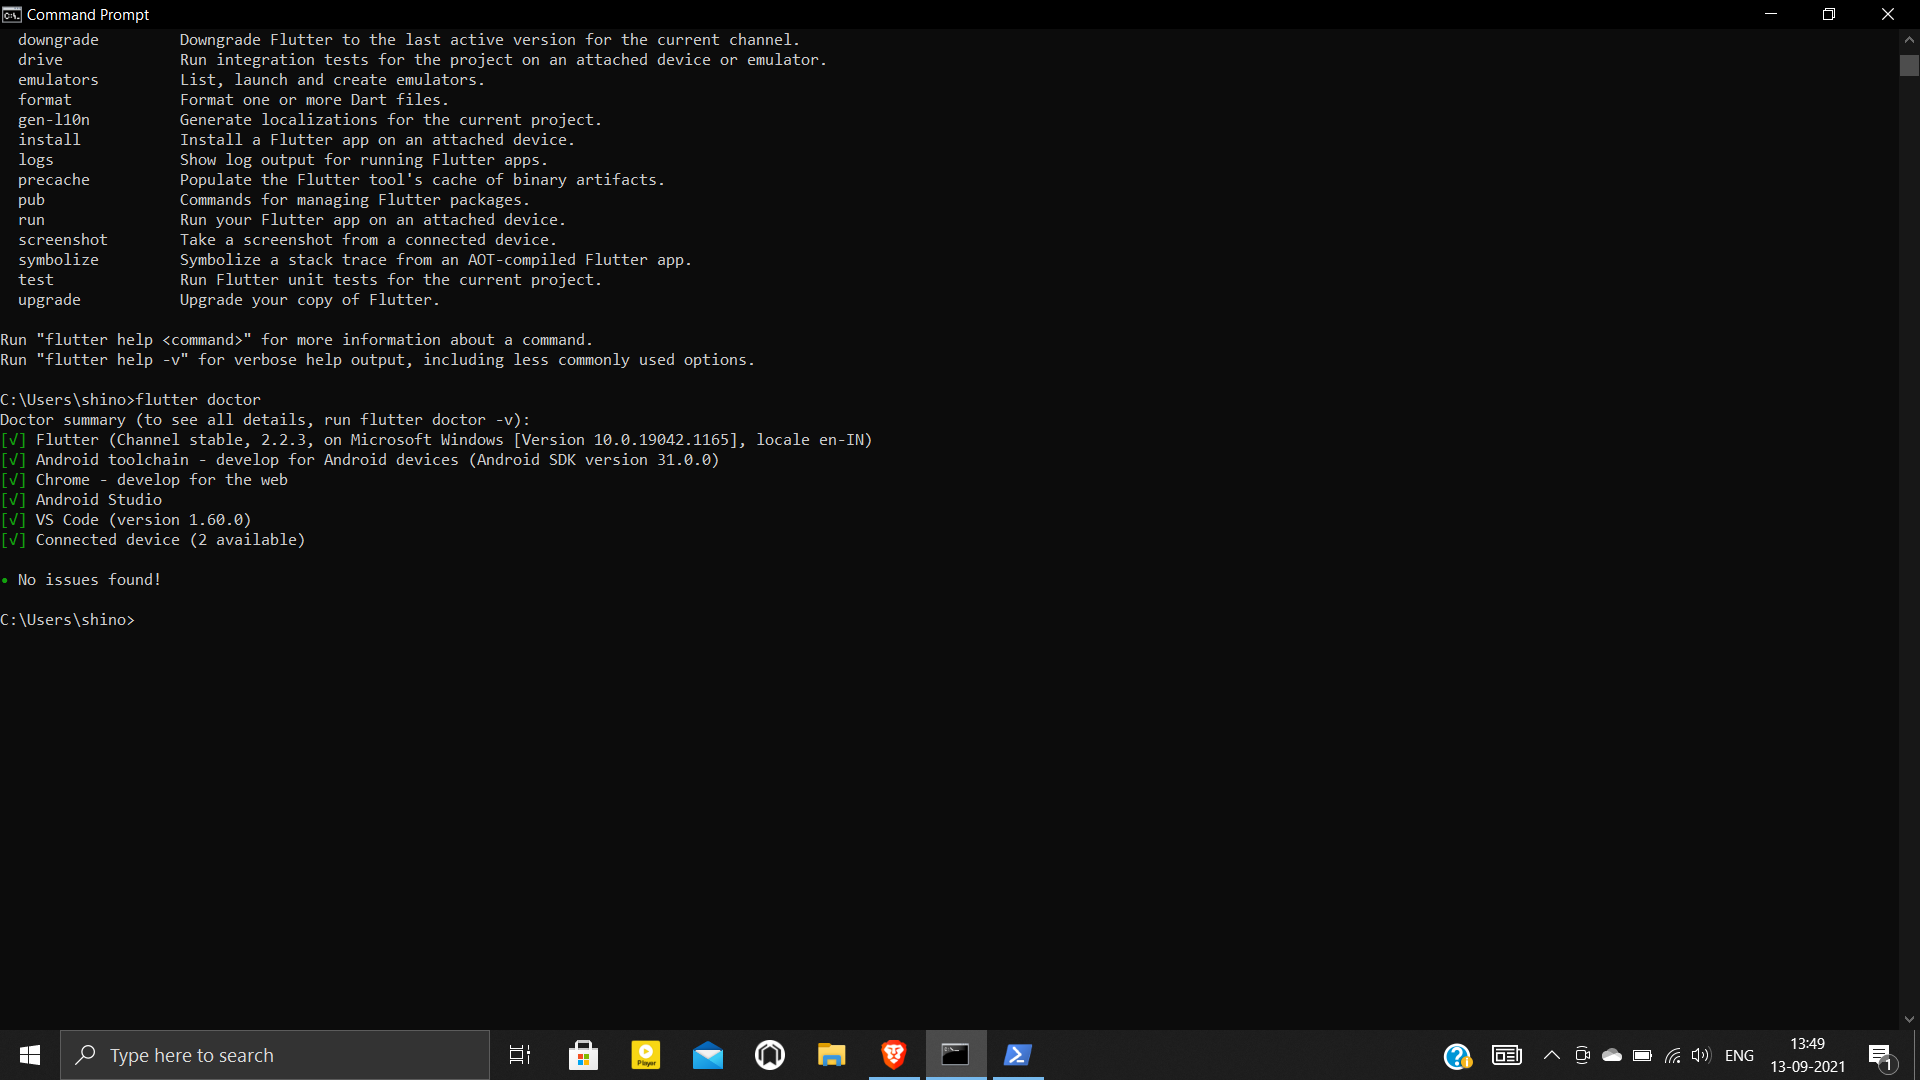 Command Prompt
downgrade Downgrade Flutter to the last active version for the current channel.
drive Run integration tests for the project on an attached device or emulator.
emulators List, launch and create emulators.
format Format one or more Dart files.
gen-l10n Generate localizations for the current project.
install Install a Flutter app on an attached device.
logs Show log output for running Flutter apps.
precache Populate the Flutter tool's cache of binary artifacts.
pub Commands for managing Flutter packages.
run Run your Flutter app on an attached device.
screenshot Take a screenshot from a connected device.
symbolize Symbolize a stack trace from an AOT-compiled Flutter app.
test Run Flutter unit tests for the current project.
upgrade Upgrade your copy of Flutter.
Run "flutter help <command>" for more information about a command.
Run "flutter help -v" for verbose help output, including less commonly used options.
C:\Users\shino>flutter doctor
Doctor summary (to see all details, run flutter doctor -v):
[√] Flutter (Channel stable, 2.2.3, on Microsoft Windows [Version 10.0.19042.1165], locale en-IN)
[√] Android toolchain - develop for Android devices (Android SDK version 31.0.0)
[√] Chrome - develop for the web
[√] Android Studio
[√] VS Code (version 1.60.0)
[√] Connected device (2 available)
• No issues found!
C:\Users\shino>
Type here to search
Player
ENG
13:49
13-09-2021
1